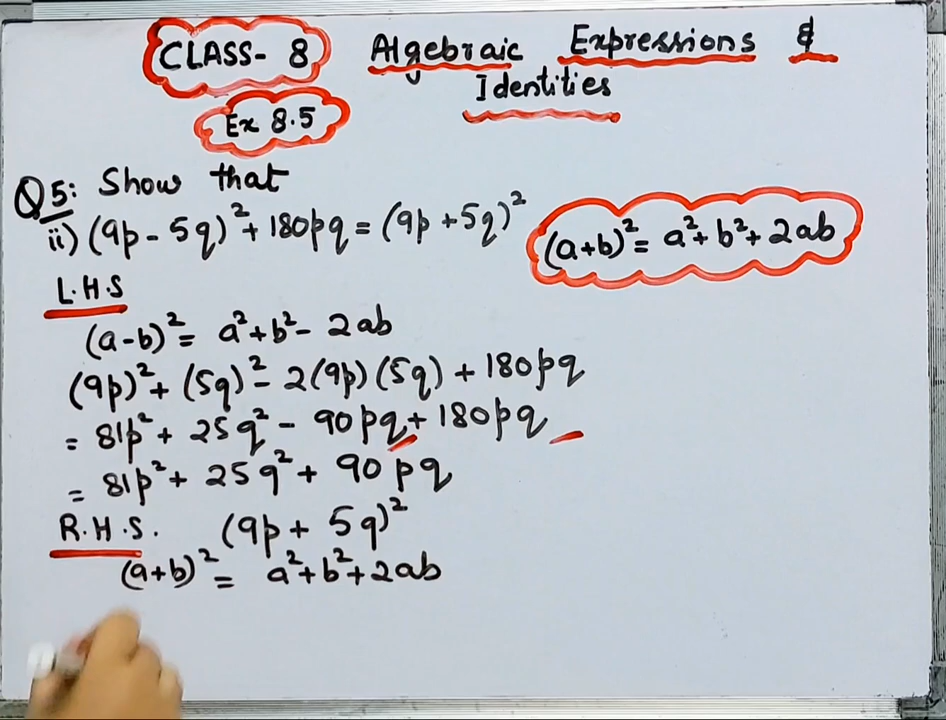 CLASS- 8 Algebraic Expressions &
Identities
Ex 8.5
Q5: Show that
ii) (9p - 5q)² + 180pq = (9p + 5q)²
(a+b)² = a² + b² + 2ab
L.H.S
(a-b)² = a² + b² - 2ab
(9p)² + (5q)² - 2(9p)(5q) + 180pq
= 81p² + 25q² - 90pq + 180pq
= 81p² + 25q² + 90pq
R.H.S. (9p + 5q)²
(a+b)² = a² + b² + 2ab